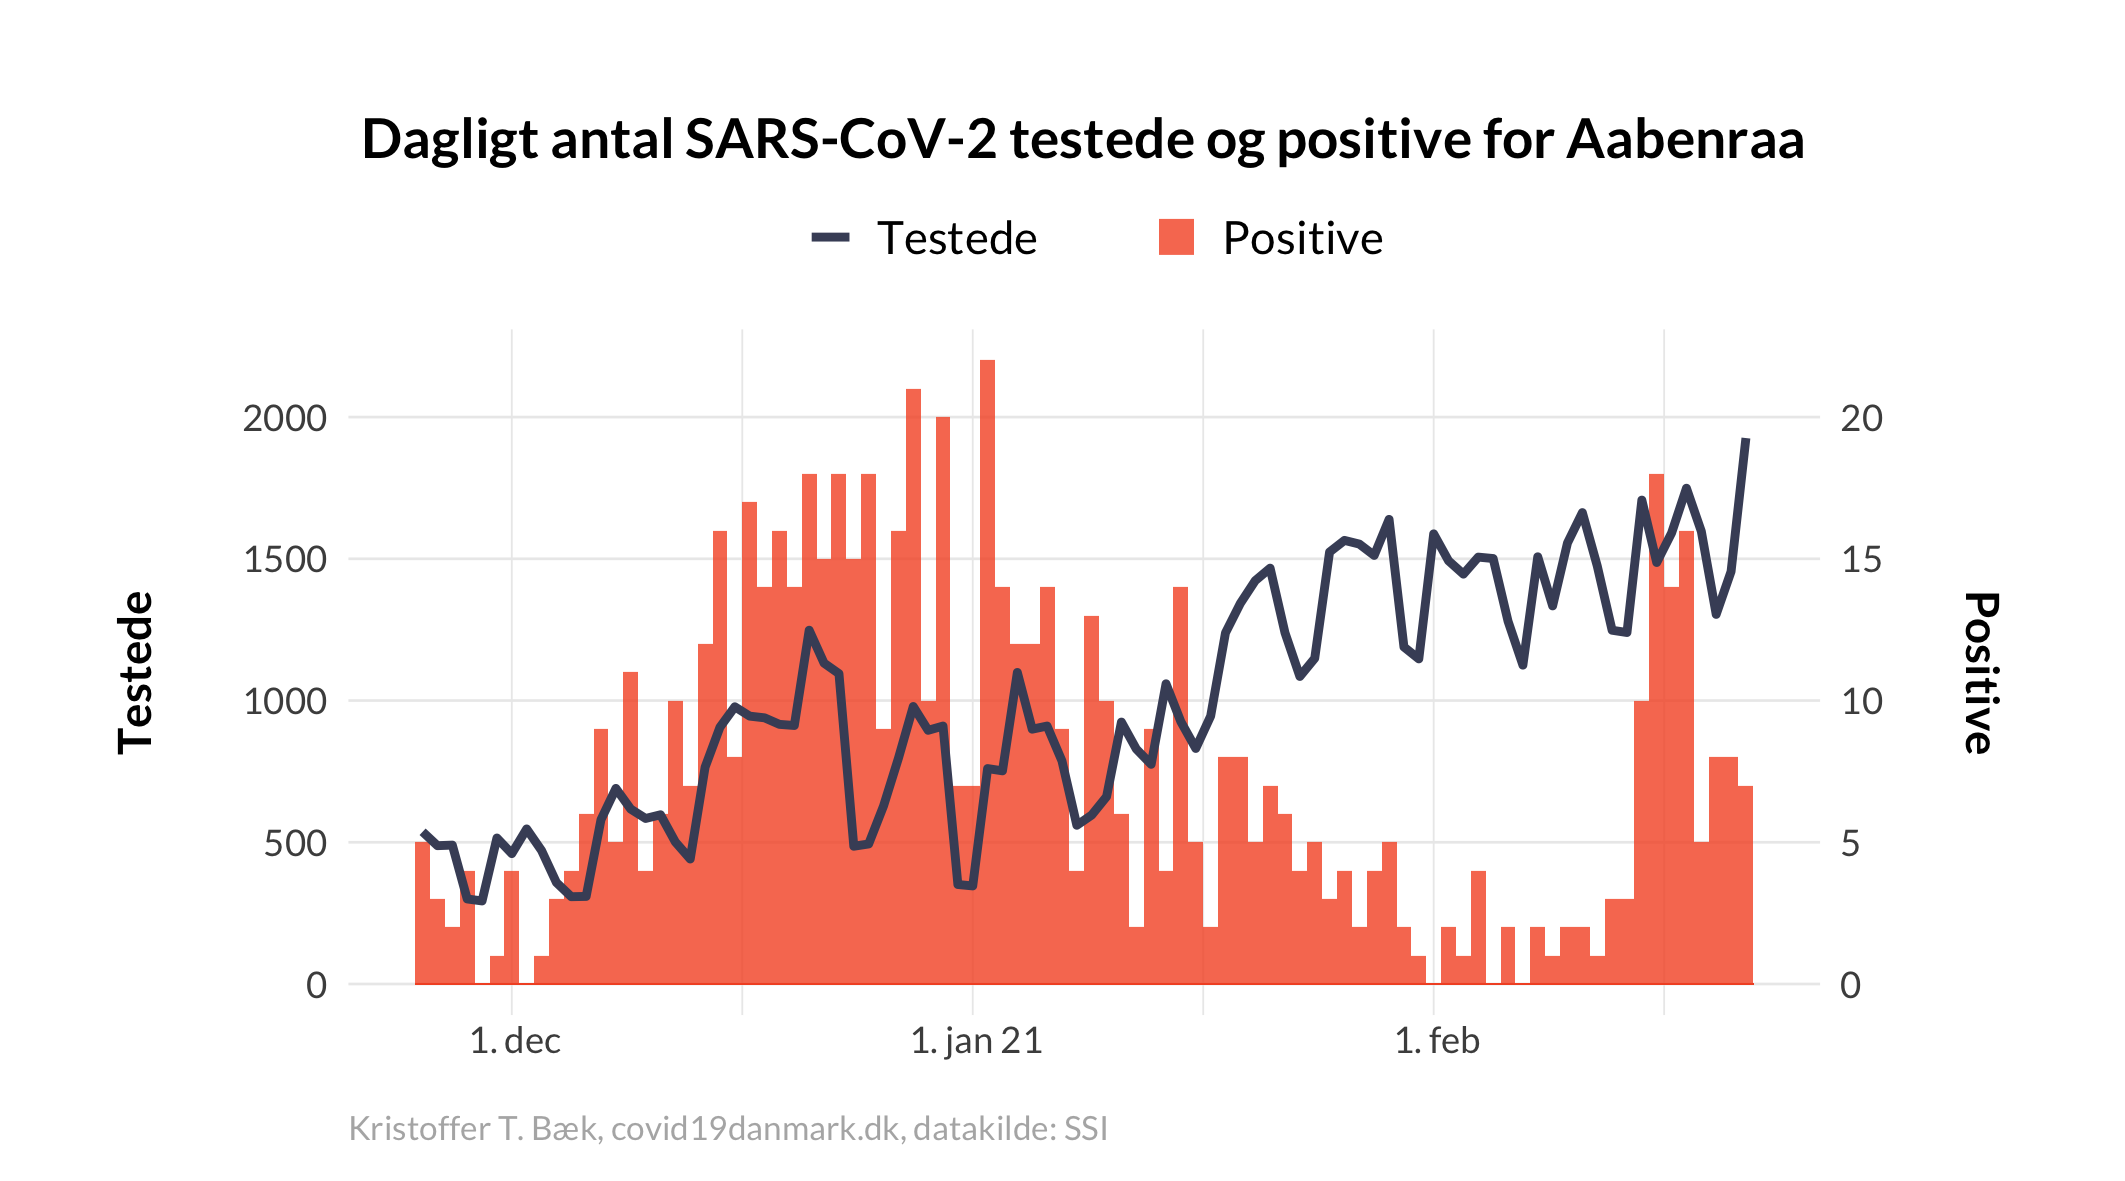 Dagligt antal SARS-CoV-2 testede og positive for Aabenraa
Testede Positive
2000 20
1500 15
1000 10
500 5
0 0
Testede
Positive
1. dec 1. jan 21 1. feb
Kristoffer T. Bæk, covid19danmark.dk, datakilde: SSI